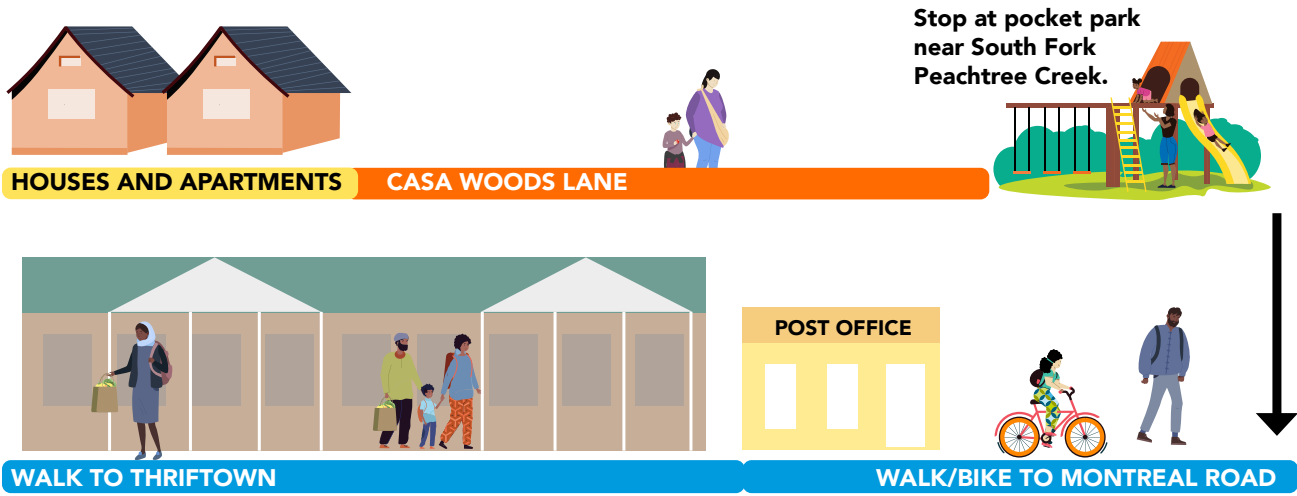 Stop at pocket park
near South Fork
Peachtree Creek.
HOUSES AND APARTMENTS
CASA WOODS LANE
POST OFFICE
WALK TO THRIFTOWN
WALK/BIKE TO MONTREAL ROAD